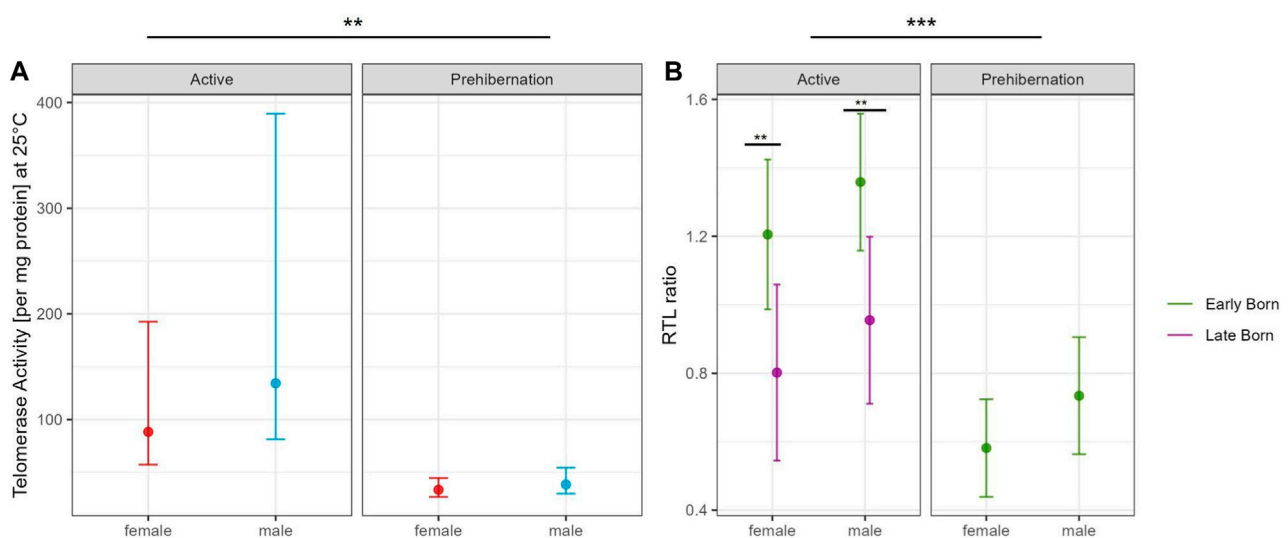 **
***
A
Active
Prehibernation
Telomerase Activity [per mg protein] at 25°C
400
300
200
100
female
male
female
male
B
Active
Prehibernation
RTL ratio
1.6
1.2
0.8
0.4
**
**
female
male
female
male
Early Born
Late Born